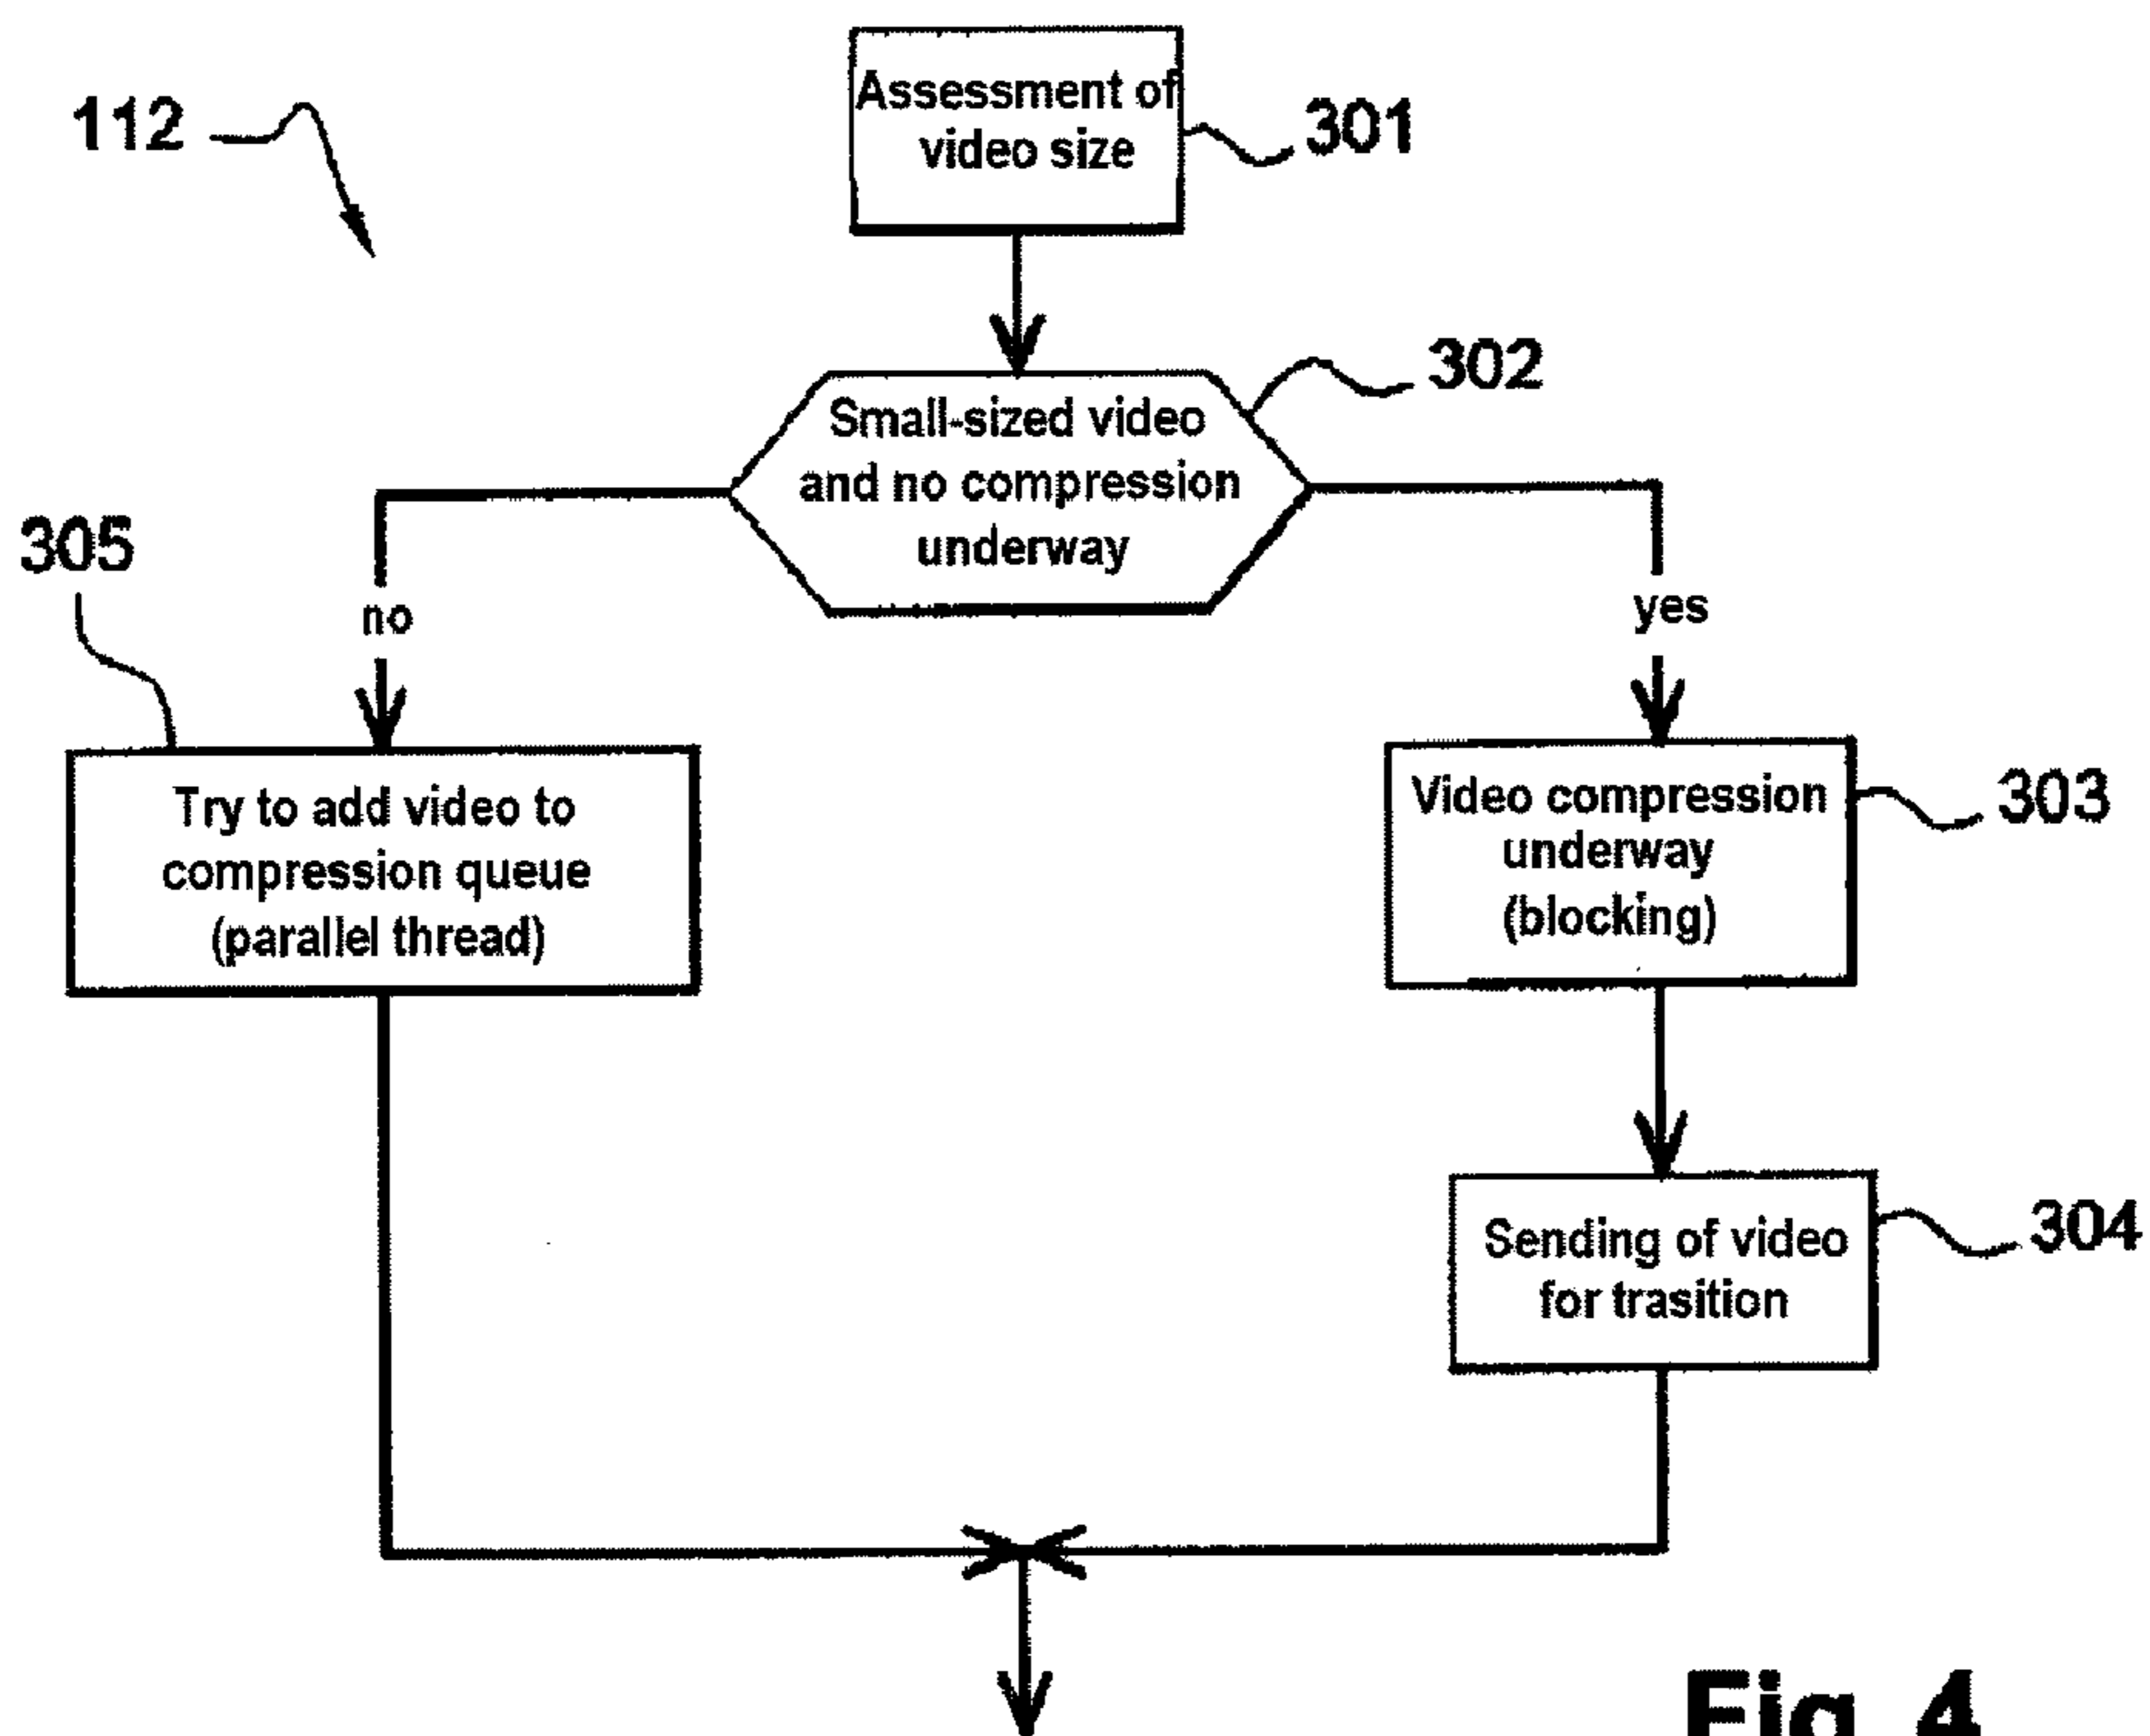 112
Assessment of
video size
301
302
Small-sized video
and no compression
underway
305
no
yes
Try to add video to
compression queue
(parallel thread)
Video compression
underway
(blocking)
303
Sending of video
for trasition
304
Fig 4